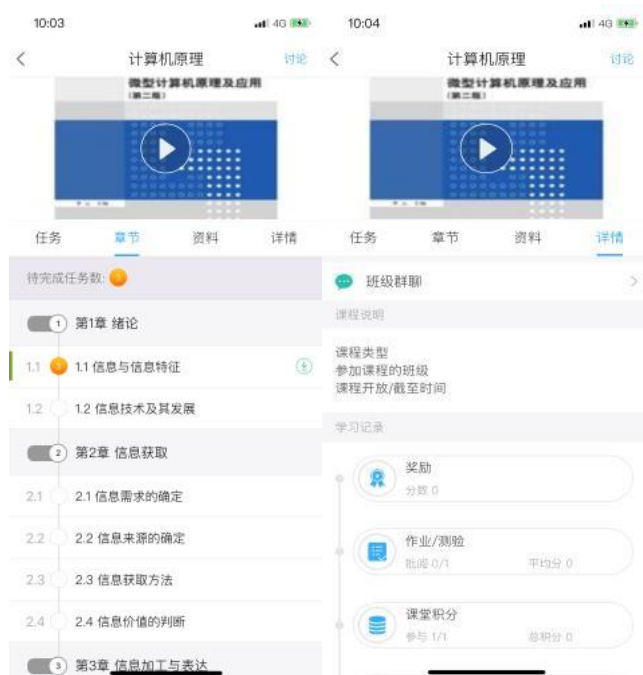 10:03
4G
计算机原理
讨论
微型计算机原理及应用
(第二版)
任务
章节
资料
详情
待完成任务数:
1 第1章 绪论
1.1 1.1 信息与信息特征
1.2 1.2 信息技术及其发展
2 第2章 信息获取
2.1 2.1 信息需求的确定
2.2 2.2 信息来源的确定
2.3 2.3 信息获取方法
2.4 2.4 信息价值的判断
3 第3章 信息加工与表达
10:04
4G
计算机原理
讨论
微型计算机原理及应用
(第二版)
任务
章节
资料
详情
班级群聊
课程说明
课程类型
参加课程的班级
课程开放/截至时间
学习记录
奖励
分数 0
作业/测验
批阅 0/1 平均分 0
课堂积分
参与 1/1 总积分 0